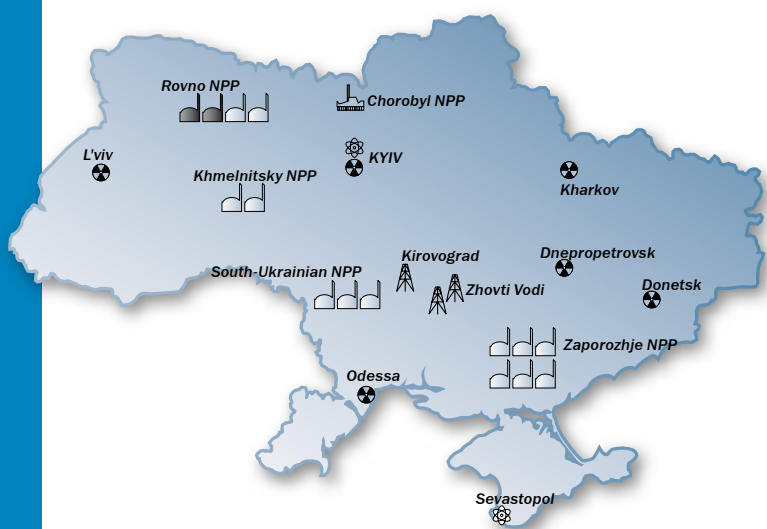 Rovno NPP
Chorobyl NPP
L'viv
KYIV
Khmelnitsky NPP
Kharkov
Kirovograd
Dnepropetrovsk
South-Ukrainian NPP
Zhovti Vodi
Donetsk
Zaporozhje NPP
Odessa
Sevastopol